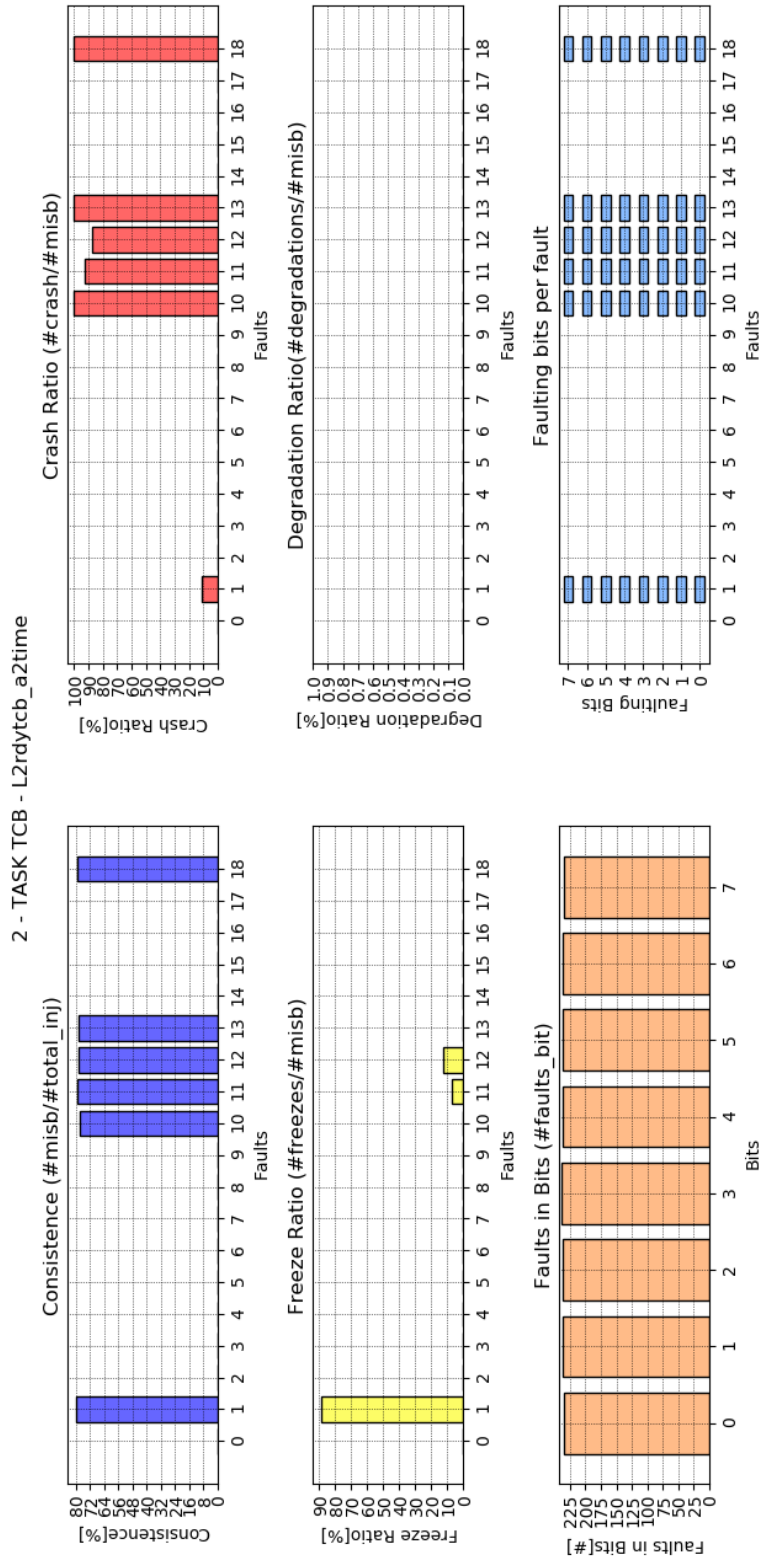 2 - TASK TCB - L2rdytcb_a2time
Consistence (#misb/#total_inj)
Consistence[%]
80
72
64
56
48
40
32
24
16
8
0
0 1 2 3 4 5 6 7 8 9 10 11 12 13 14 15 16 17 18
Faults
Crash Ratio (#crash/#misb)
Crash Ratio[%]
100
90
80
70
60
50
40
30
20
10
0
0 1 2 3 4 5 6 7 8 9 10 11 12 13 14 15 16 17 18
Faults
Freeze Ratio (#freezes/#misb)
Freeze Ratio[%]
90
80
70
60
50
40
30
20
10
0
0 1 2 3 4 5 6 7 8 9 10 11 12 13 14 15 16 17 18
Faults
Degradation Ratio(#degradations/#misb)
Degradation Ratio[%]
1.0
0.9
0.8
0.7
0.6
0.5
0.4
0.3
0.2
0.1
0.0
0 1 2 3 4 5 6 7 8 9 10 11 12 13 14 15 16 17 18
Faults
Faults in Bits (#faults_bit)
Faults in Bits[#]
225
200
175
150
125
100
75
50
25
0
0 1 2 3 4 5 6 7
Bits
Faulting bits per fault
Faulting Bits
7
6
5
4
3
2
1
0
0 1 2 3 4 5 6 7 8 9 10 11 12 13 14 15 16 17 18
Faults